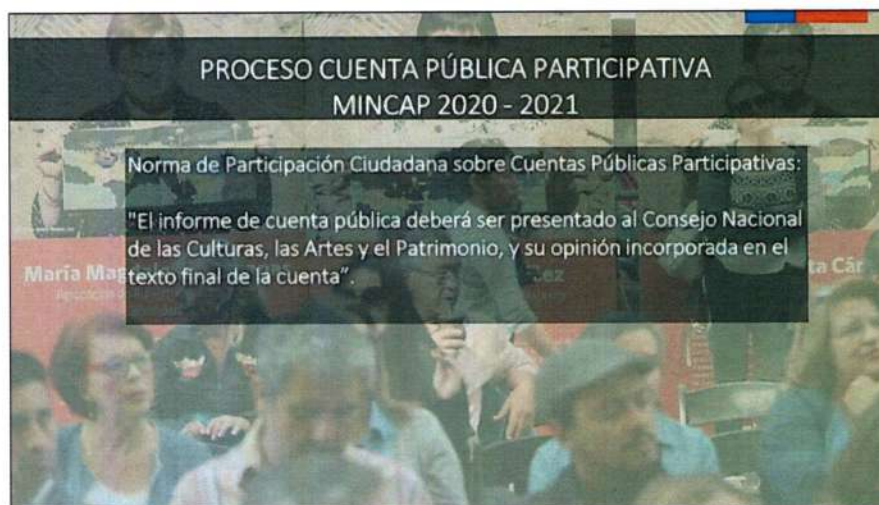 PROCESO CUENTA PÚBLICA PARTICIPATIVA
MINCAP 2020 - 2021
Norma de Participación Ciudadana sobre Cuentas Públicas Participativas:
"El informe de cuenta pública deberá ser presentado al Consejo Nacional
de las Culturas, las Artes y el Patrimonio, y su opinión incorporada en el
texto final de la cuenta”.
María